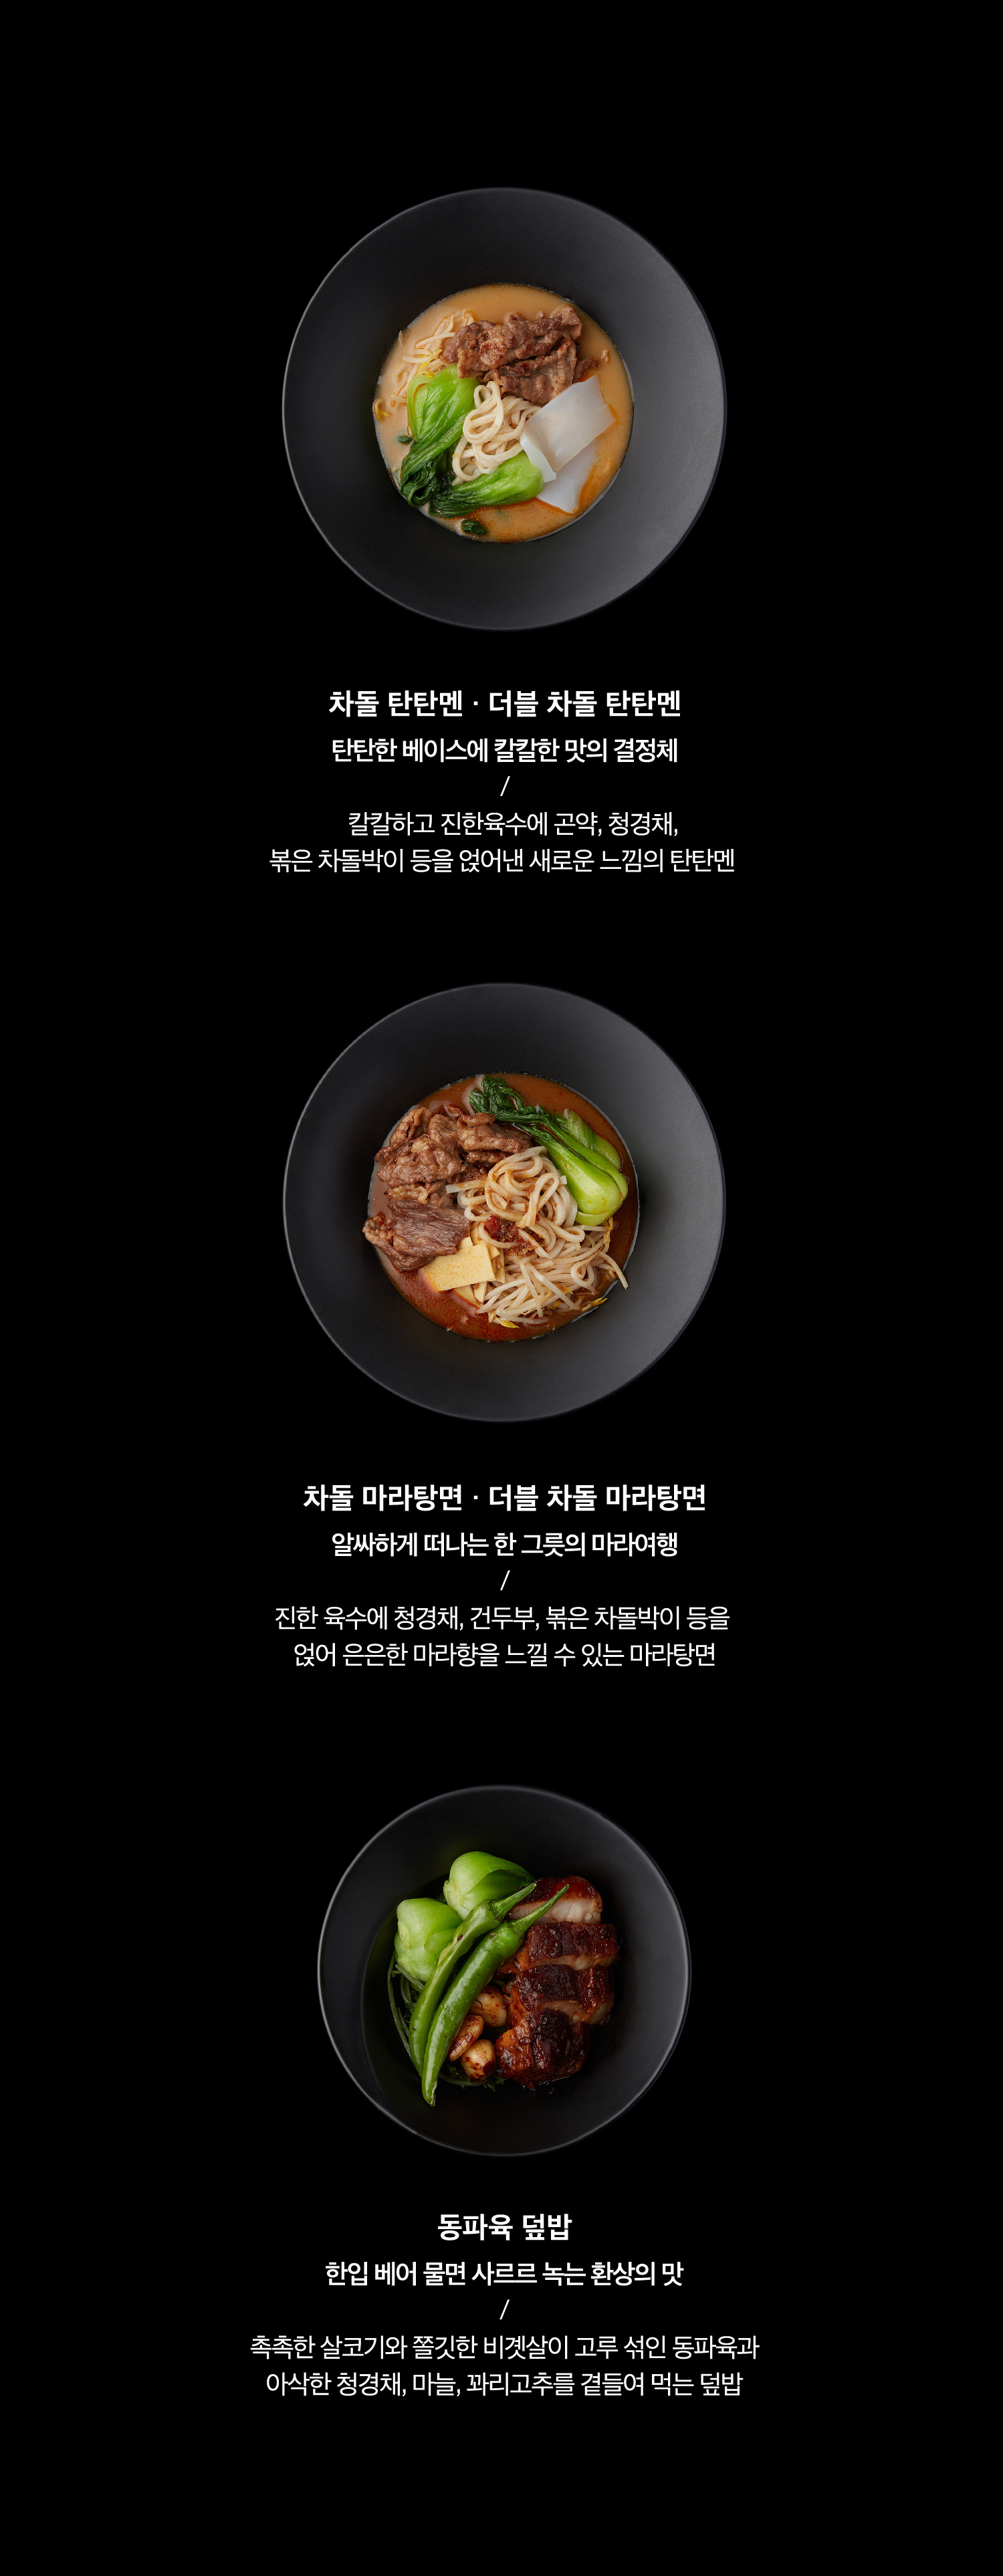 차돌 탄탄멘 · 더블 차돌 탄탄멘
탄탄한 베이스에 칼칼한 맛의 결정체
/
칼칼하고 진한육수에 곤약, 청경채,
볶은 차돌박이 등을 얹어낸 새로운 느낌의 탄탄멘
차돌 마라탕면 · 더블 차돌 마라탕면
알싸하게 떠나는 한 그릇의 마라여행
/
진한 육수에 청경채, 건두부, 볶은 차돌박이 등을
얹어 은은한 마라향을 느낄 수 있는 마라탕면
동파육 덮밥
한입 베어 물면 사르르 녹는 환상의 맛
/
촉촉한 살코기와 쫄깃한 비곗살이 고루 섞인 동파육과
아삭한 청경채, 마늘, 꽈리고추를 곁들여 먹는 덮밥